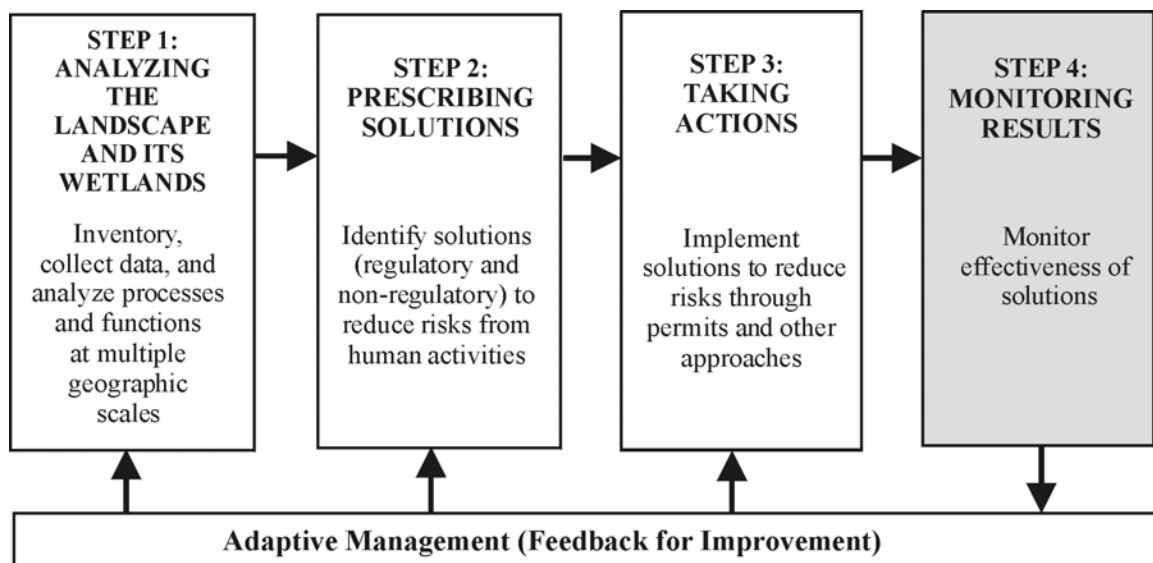 STEP 1:
ANALYZING
THE
LANDSCAPE
AND ITS
WETLANDS
Inventory,
collect data, and
analyze processes
and functions
at multiple
geographic
scales
STEP 2:
PRESCRIBING
SOLUTIONS
Identify solutions
(regulatory and
non-regulatory) to
reduce risks from
human activities
STEP 3:
TAKING
ACTIONS
Implement
solutions to reduce
risks through
permits and other
approaches
STEP 4:
MONITORING
RESULTS
Monitor
effectiveness of
solutions
Adaptive Management (Feedback for Improvement)